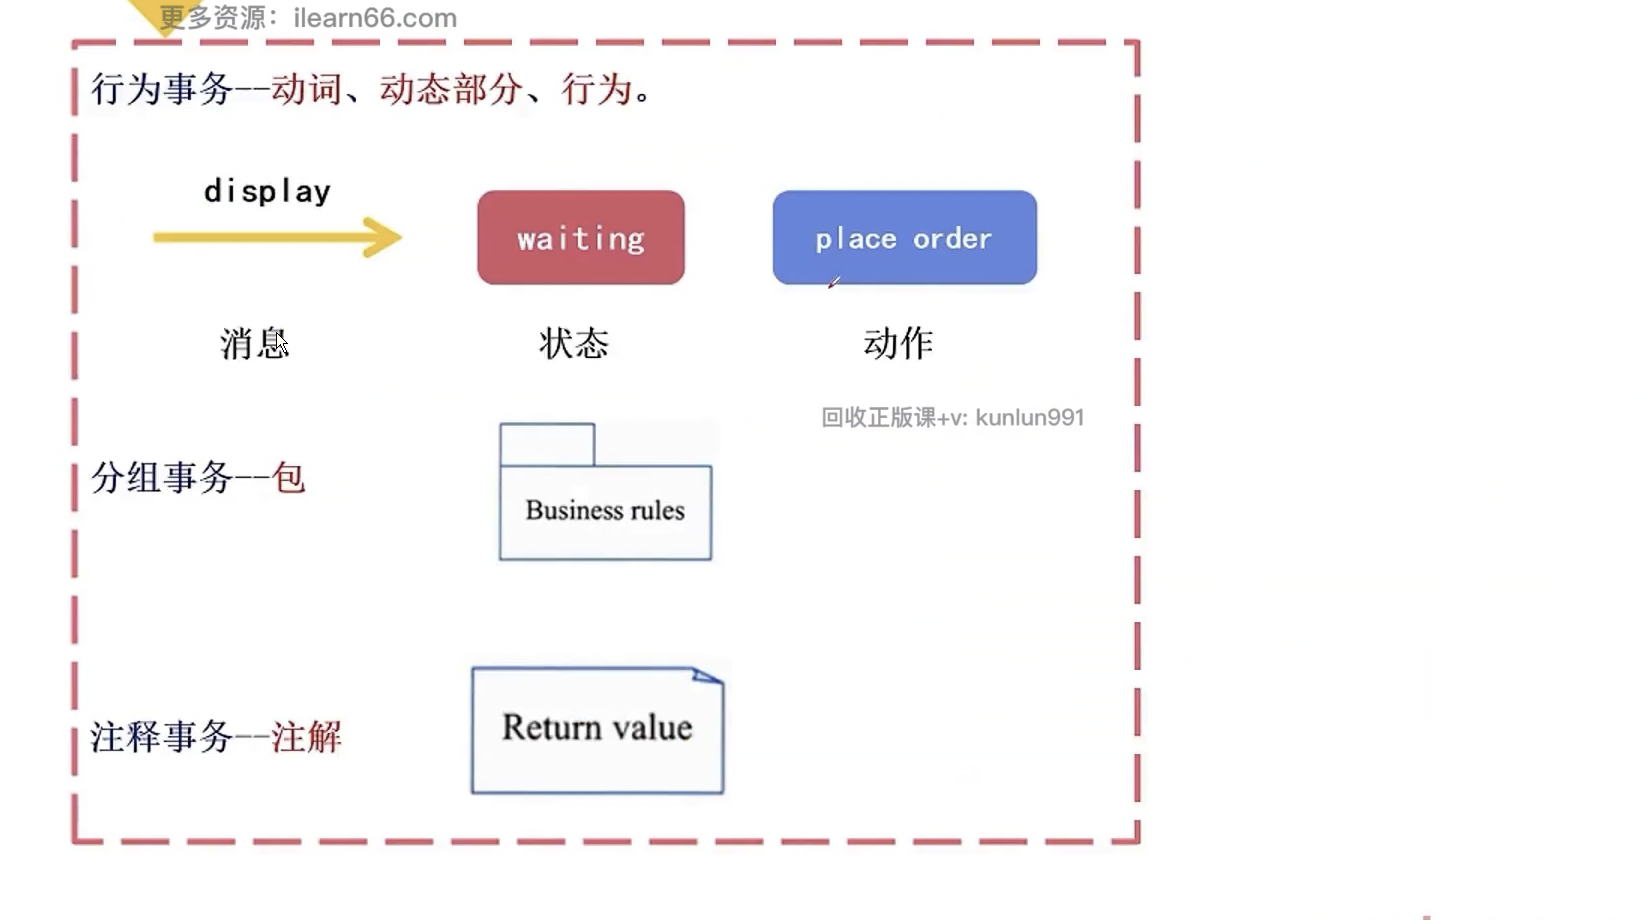 更多资源：ilearn66.com
行为事务--动词、动态部分、行为。
display
waiting
place order
消息
状态
动作
回收正版课+v: kunlun991
分组事务--包
Business rules
注释事务--注解
Return value